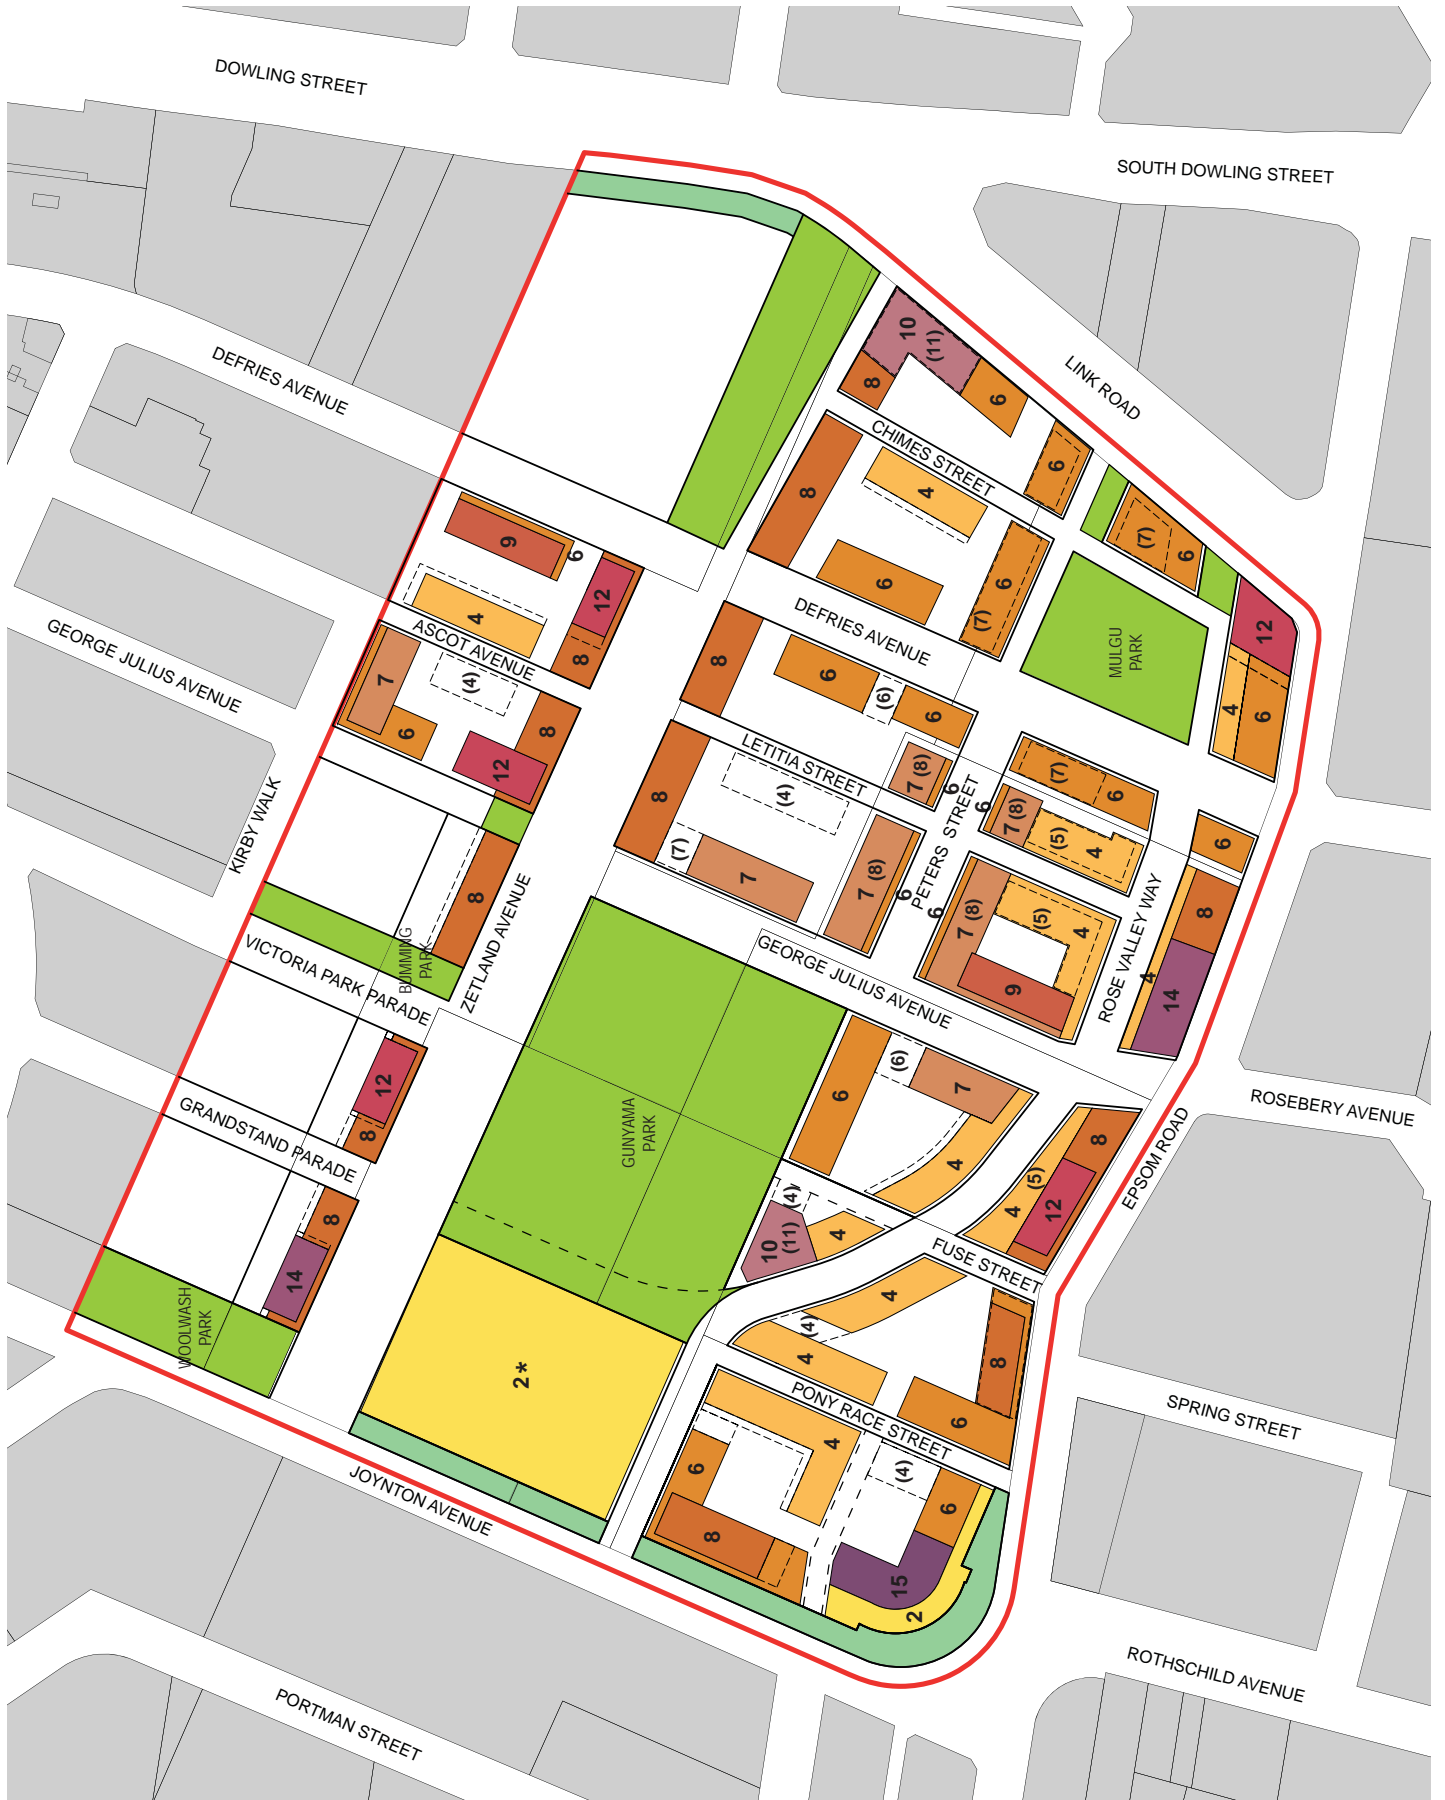 DOWLING STREET
SOUTH DOWLING STREET
LINK ROAD
DEFRIES AVENUE
10
(11)
8
6
CHIMES STREET
8
4
6
6
(7)
6
9
6
12
8
4
ASCOT AVENUE
(4)
7
6
8
12
GEORGE JULIUS AVENUE
KIRBY WALK
6
(7)
DEFRIES AVENUE
(7)
6
MULGU
PARK
12
4
6
8
6
(6)
6
LETITIA STREET
8
(4)
(7)
7
7 (8)
6
7 (8)
6
PETERS STREET
6
7 (8)
(5)
4
(7)
6
6
7 (8)
(5)
4
9
ROSE VALLEY WAY
6
8
4
14
8
BIMMING
PARK
ZETLAND AVENUE
VICTORIA PARK PARADE
GEORGE JULIUS AVENUE
12
8
GRANDSTAND PARADE
8
14
WOOLWASH
PARK
GUNYAMA
PARK
6
(6)
7
4
(4)
10
(11)
4
8
(5)
4
12
ROSEBERY AVENUE
EPSOM ROAD
FUSE STREET
4
(4)
4
8
6
2*
PONY RACE STREET
SPRING STREET
4
6
8
(4)
6
15
2
JOYNTON AVENUE
ROTHSCHILD AVENUE
PORTMAN STREET